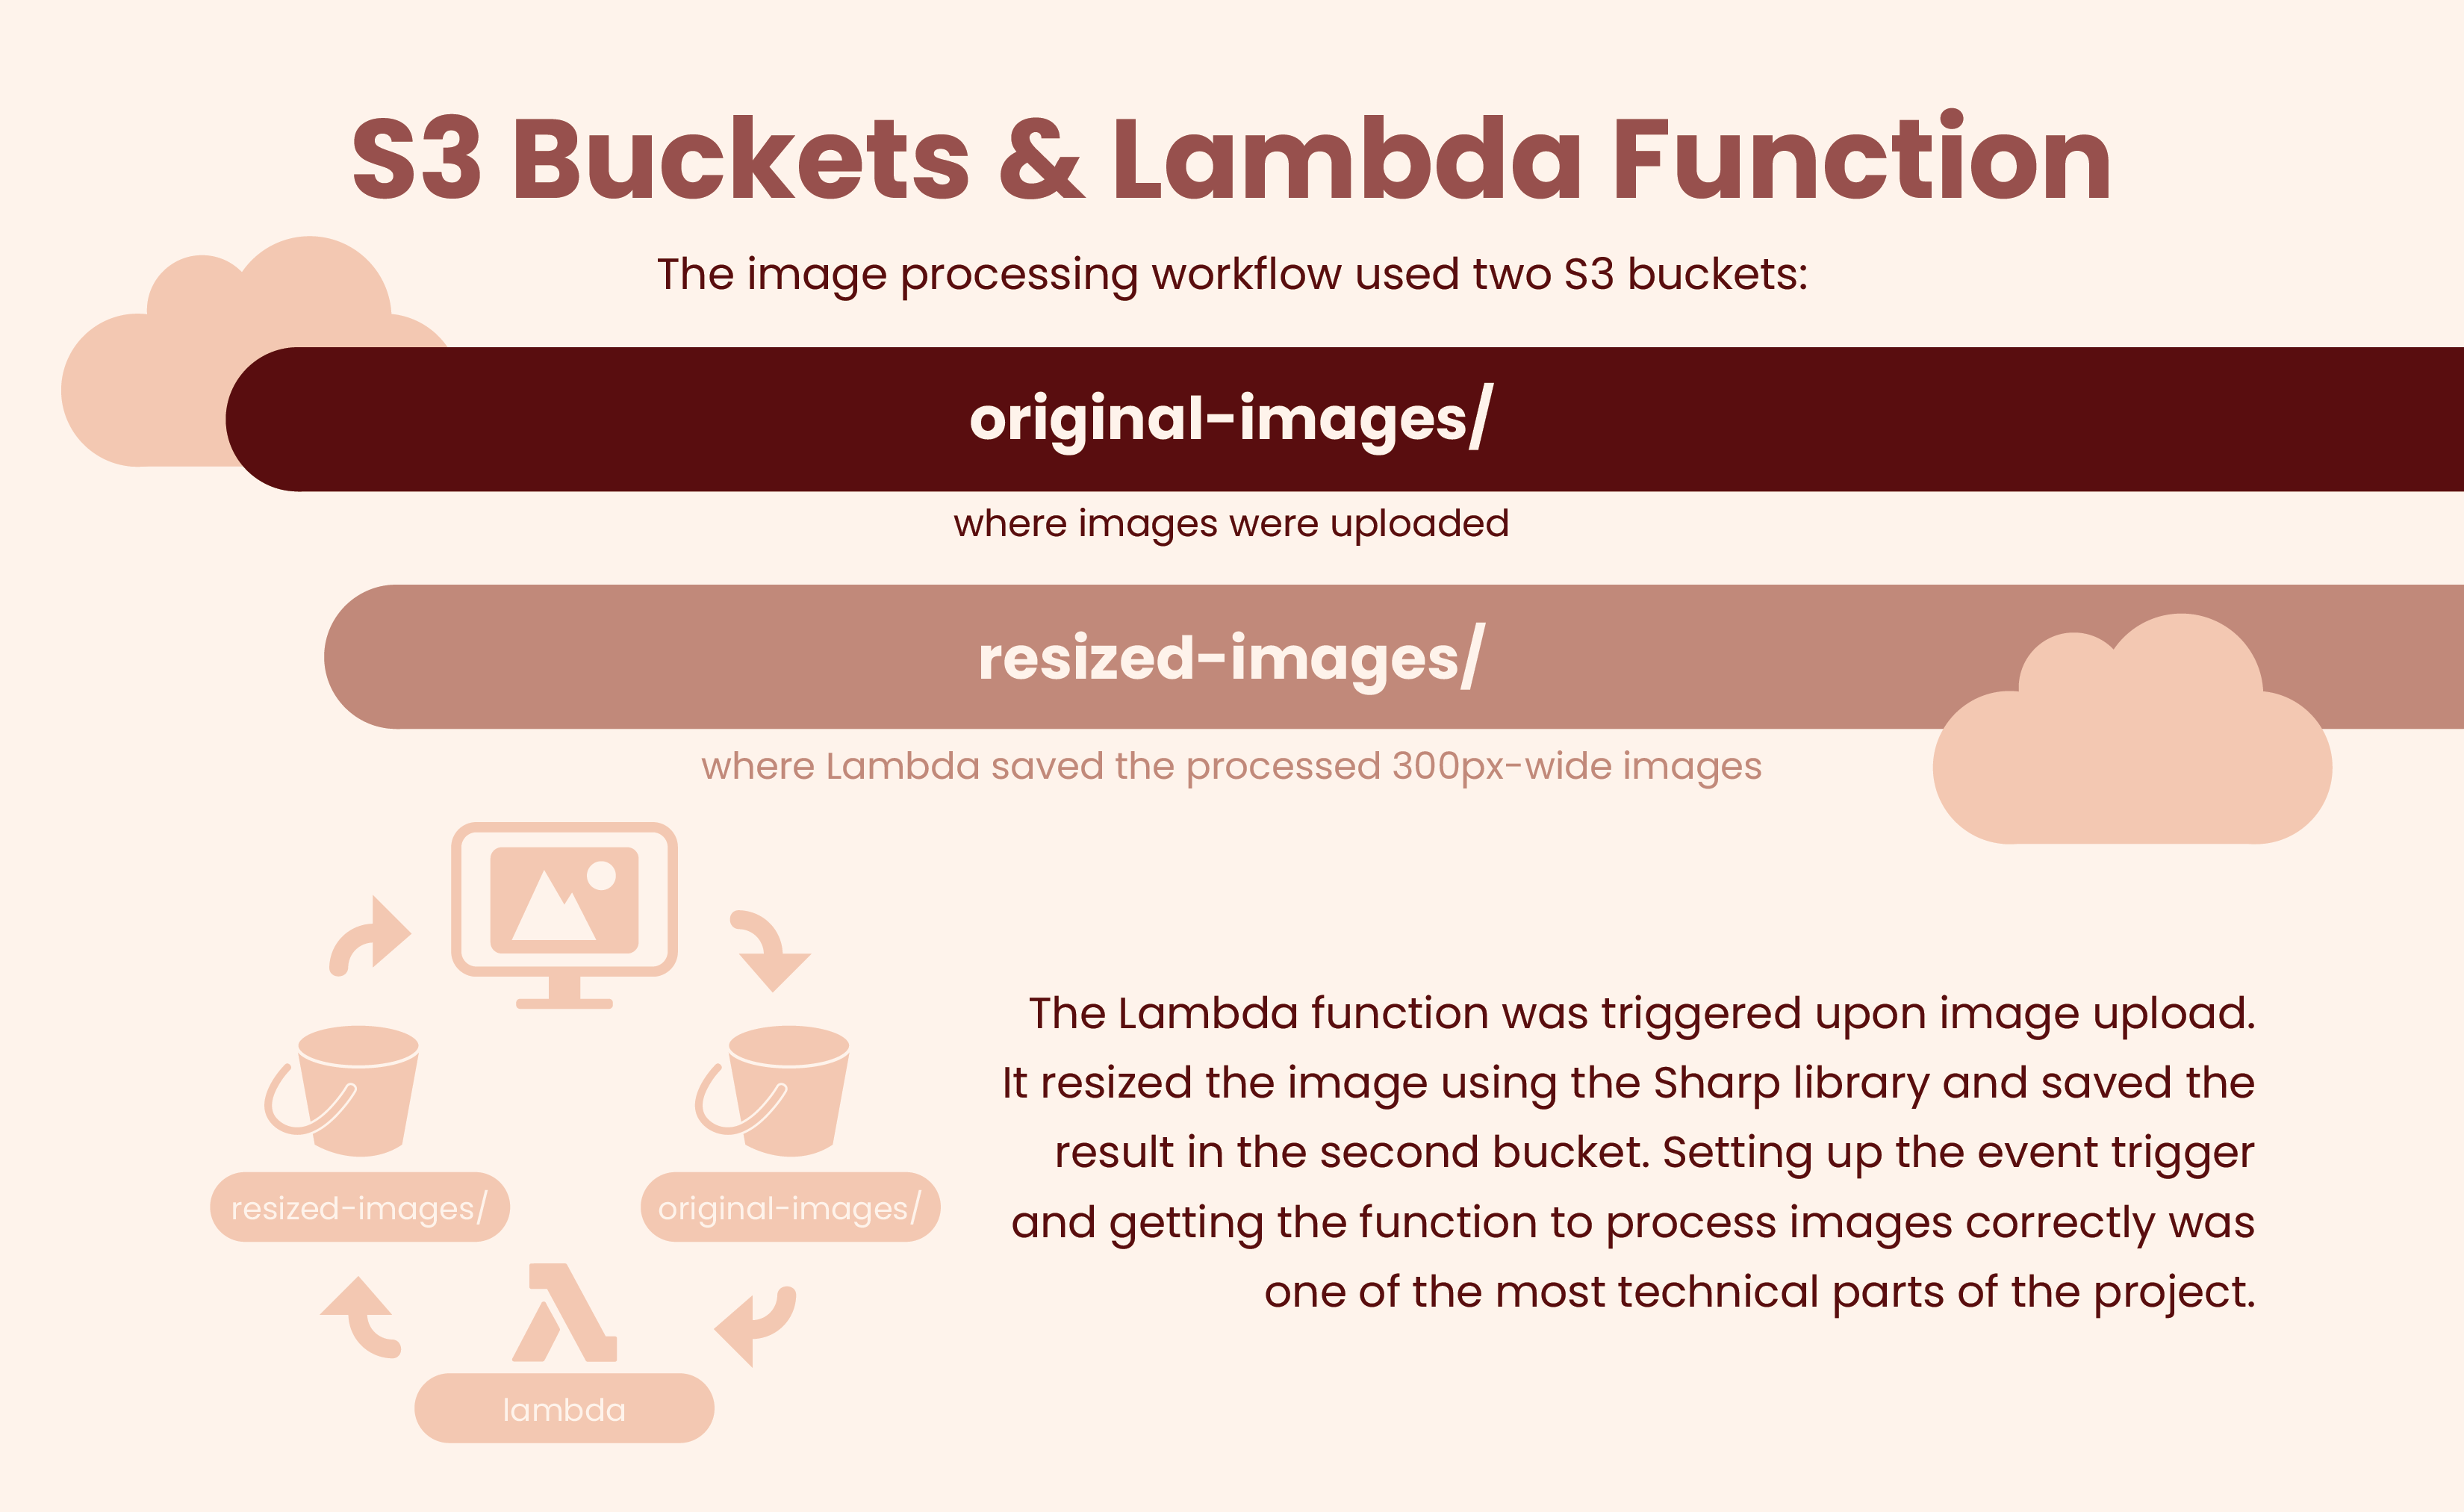 S3 Buckets & Lambda Function
The image processing workflow used two S3 buckets:
original-images/
where images were uploaded
resized-images/
where Lambda saved the processed 300px-wide images
resized-images/
original-images/
lambda
The Lambda function was triggered upon image upload.
It resized the image using the Sharp library and saved the
result in the second bucket. Setting up the event trigger
and getting the function to process images correctly was
one of the most technical parts of the project.